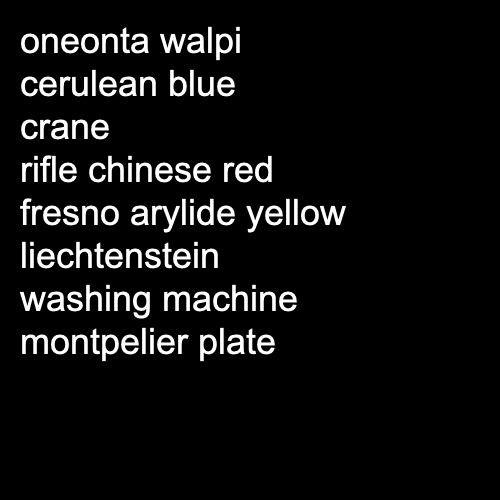 oneonta walpi
cerulean blue
crane
rifle chinese red
fresno arylide yellow
liechtenstein
washing machine
montpelier plate